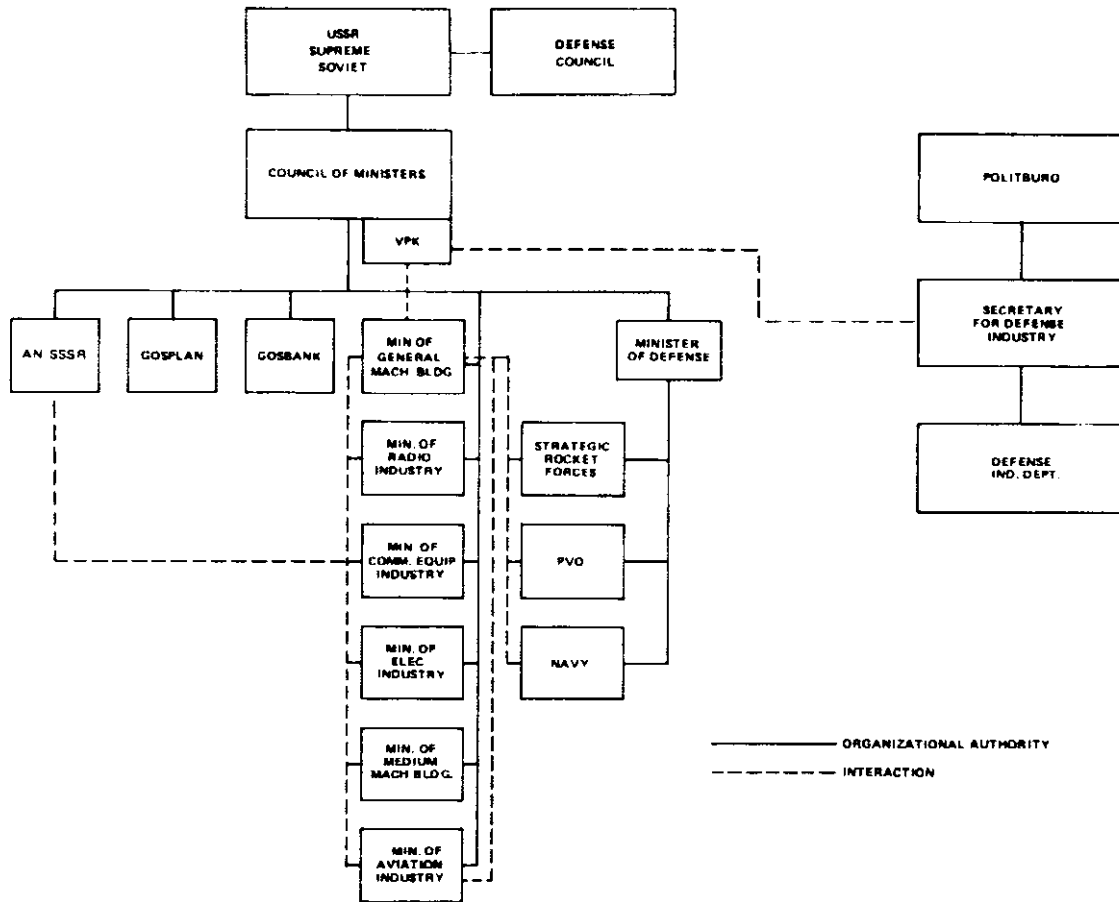 USSR
SUPREME
SOVIET
DEFENSE
COUNCIL
COUNCIL OF MINISTERS
POLITBURO
VPK
SECRETARY
FOR DEFENSE
INDUSTRY
AN SSSR
GOSPLAN
GOSBANK
MIN OF
GENERAL
MACH. BLDG
MINISTER
OF DEFENSE
MIN. OF
RADIO
INDUSTRY
STRATEGIC
ROCKET
FORCES
DEFENSE
IND. DEPT.
MIN. OF
COMM. EQUIP
INDUSTRY
PVO
MIN. OF
ELEC
INDUSTRY
NAVY
MIN. OF
MEDIUM
MACH BLDG.
ORGANIZATIONAL AUTHORITY
INTERACTION
MIN. OF
AVIATION
INDUSTRY